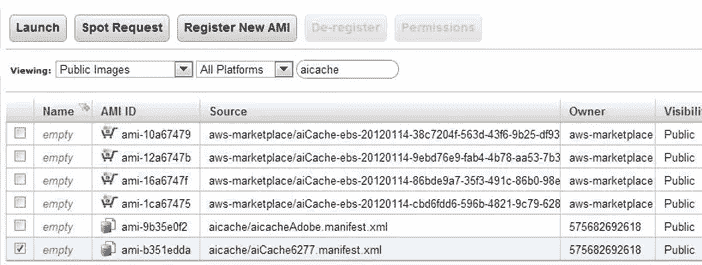 Launch Spot Request Register New AMI De-register Permissions
Viewing: Public Images All Platforms aicache
Name AMI ID Source Owner Visibili
empty ami-10a67479 aws-marketplace/aiCache-ebs-20120114-38c7204f-563d-43f6-9b25-df93 aws-marketplace Public
empty ami-12a6747b aws-marketplace/aiCache-ebs-20120114-9ebd76e9-fab4-4b78-aa53-7b3 aws-marketplace Public
empty ami-16a6747f aws-marketplace/aiCache-ebs-20120114-86bde9a7-35f3-491c-86b0-98e aws-marketplace Public
empty ami-1ca67475 aws-marketplace/aiCache-ebs-20120114-cbd6fdd6-596b-4821-9c79-628 aws-marketplace Public
empty ami-9b35e0f2 aicache/aicacheAdobe.manifest.xml 575682692618 Public
empty ami-b351edda aicache/aiCache6277.manifest.xml 575682692618 Public